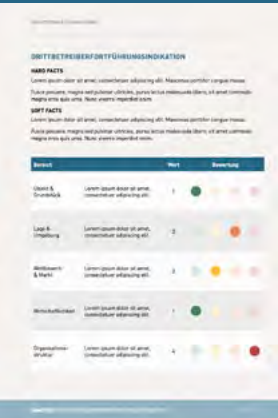 DRITTBETREIBERFORTFÜHRUNGSINDIKATION
HARD FACTS
Lorem ipsum dolor sit amet, consectetuer adipiscing elit. Maecenas porttitor congue massa.
Fusce posuere, magna sed pulvinar ultricies, purus lectus malesuada libero, sit amet commodo
magna eros quis urna. Nunc viverra imperdiet enim.
SOFT FACTS
Lorem ipsum dolor sit amet, consectetuer adipiscing elit. Maecenas porttitor congue massa.
Fusce posuere, magna sed pulvinar ultricies, purus lectus malesuada libero, sit amet commodo
magna eros quis urna. Nunc viverra imperdiet enim.
Bereich Wert Bewertung
Objekt & Grundstück Lorem ipsum dolor sit amet, consectetuer adipiscing elit. 1
Lage & Umgebung Lorem ipsum dolor sit amet, consectetuer adipiscing elit. 3
Wettbewerb & Markt Lorem ipsum dolor sit amet, consectetuer adipiscing elit.
Wirtschaftlichkeit Lorem ipsum dolor sit amet, consectetuer adipiscing elit. 1
Organisations-
struktur Lorem ipsum dolor sit amet, consectetuer adipiscing elit. 4